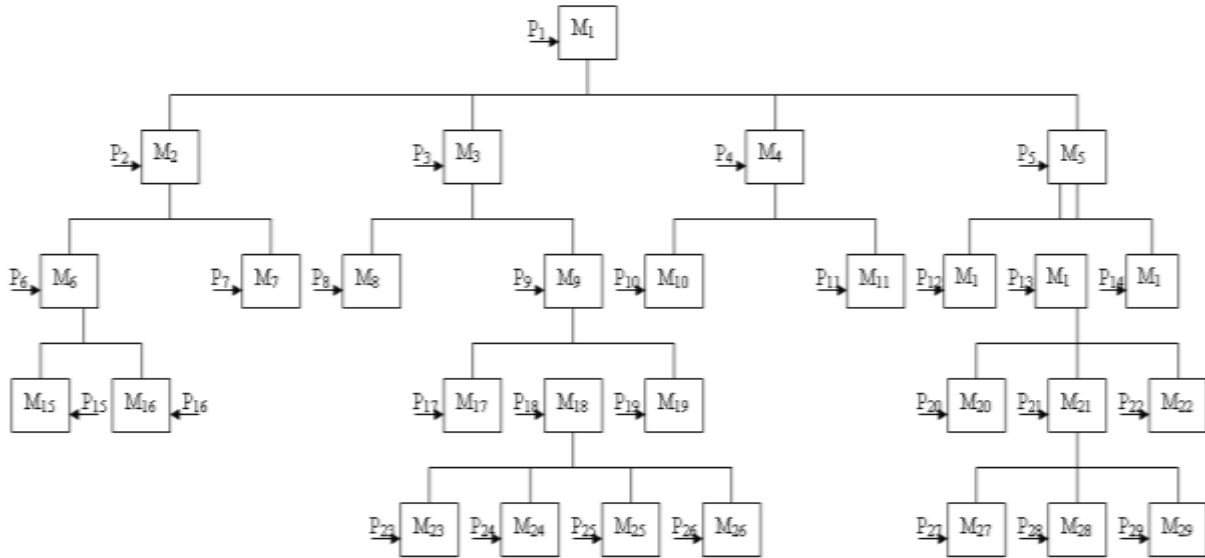 P₁ M₁
P₂ M₂ P₃ M₃ P₄ M₄ P₅ M₅
P₆ M₆ P₇ M₇ P₈ M₈ P₉ M₉ P₁₀ M₁₀ P₁₁ M₁₁ P₁₂ M₁ P₁₃ M₁ P₁₄ M₁
M₁₅ P₁₅ M₁₆ P₁₆ P₁₇ M₁₇ P₁₈ M₁₈ P₁₉ M₁₉ P₂₀ M₂₀ P₂₁ M₂₁ P₂₂ M₂₂
P₂₃ M₂₃ P₂₄ M₂₄ P₂₅ M₂₅ P₂₆ M₂₆ P₂₇ M₂₇ P₂₈ M₂₈ P₂₉ M₂₉